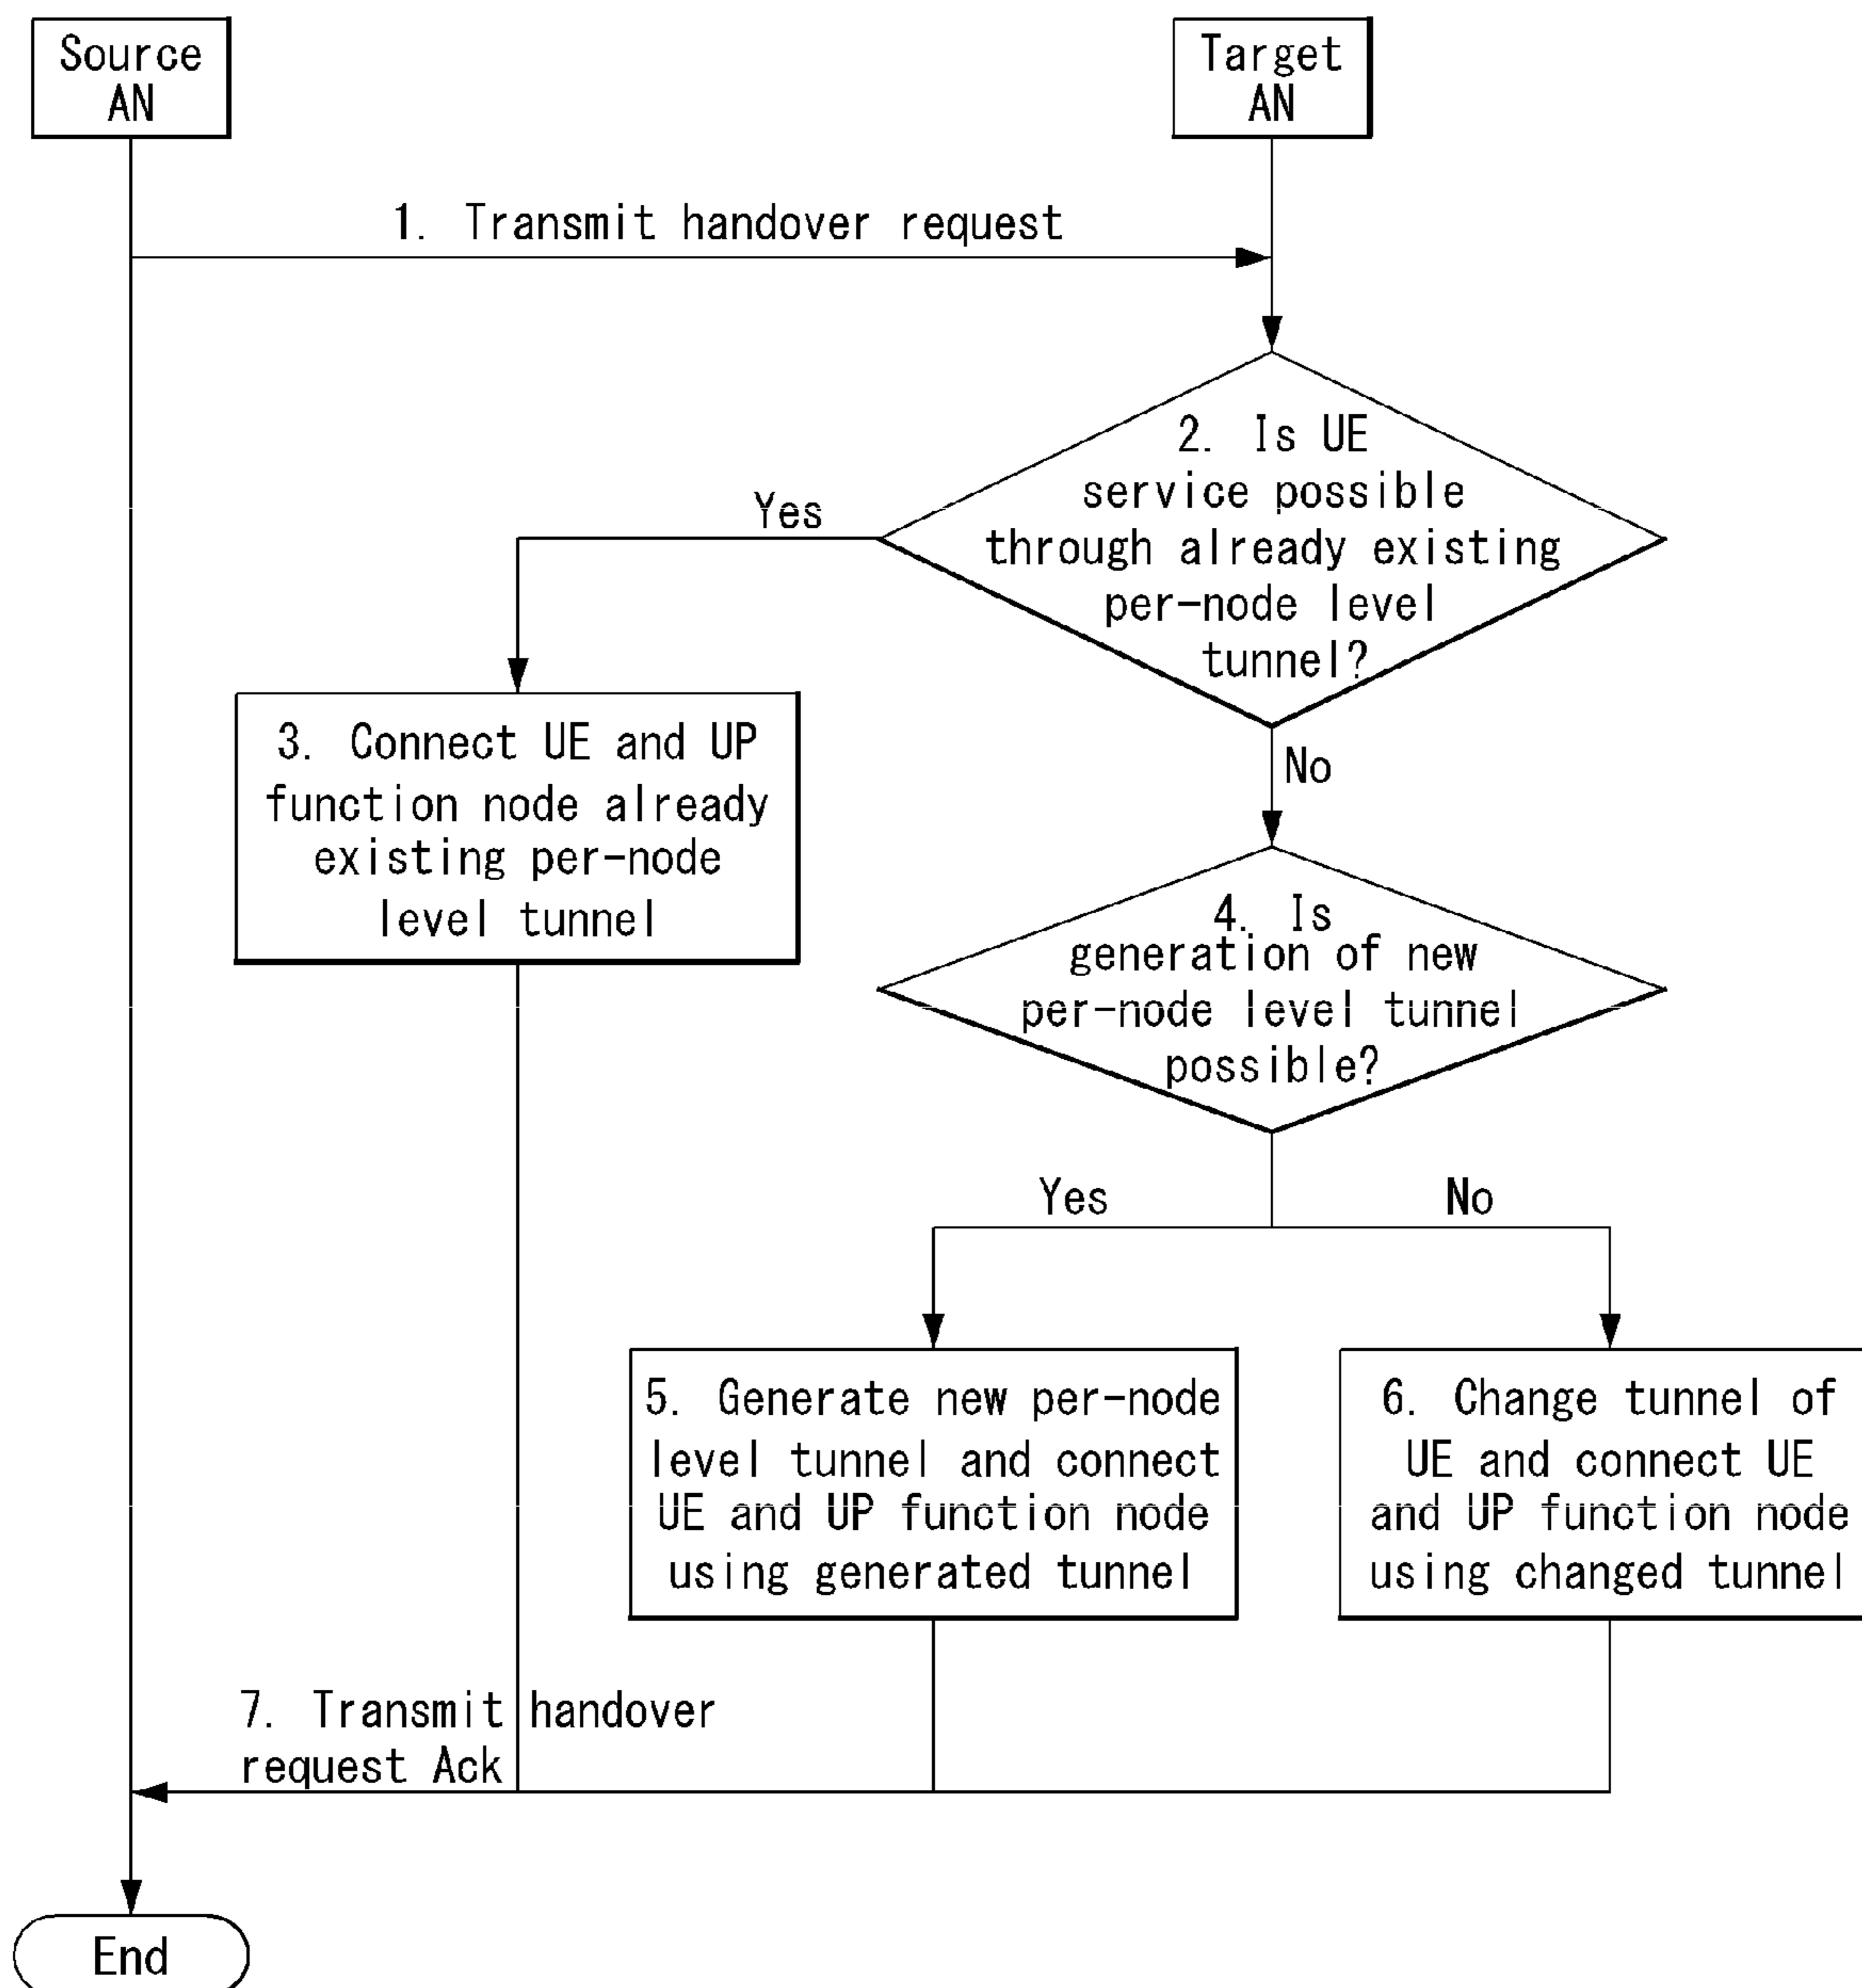 Source
AN
Target
AN
1. Transmit handover request
2. Is UE
service possible
through already existing
per-node level
tunnel?
Yes
No
3. Connect UE and UP
function node already
existing per-node
level tunnel
4. Is
generation of new
per-node level tunnel
possible?
Yes
No
5. Generate new per-node
level tunnel and connect
UE and UP function node
using generated tunnel
6. Change tunnel of
UE and connect UE
and UP function node
using changed tunnel
7. Transmit handover
request Ack
End